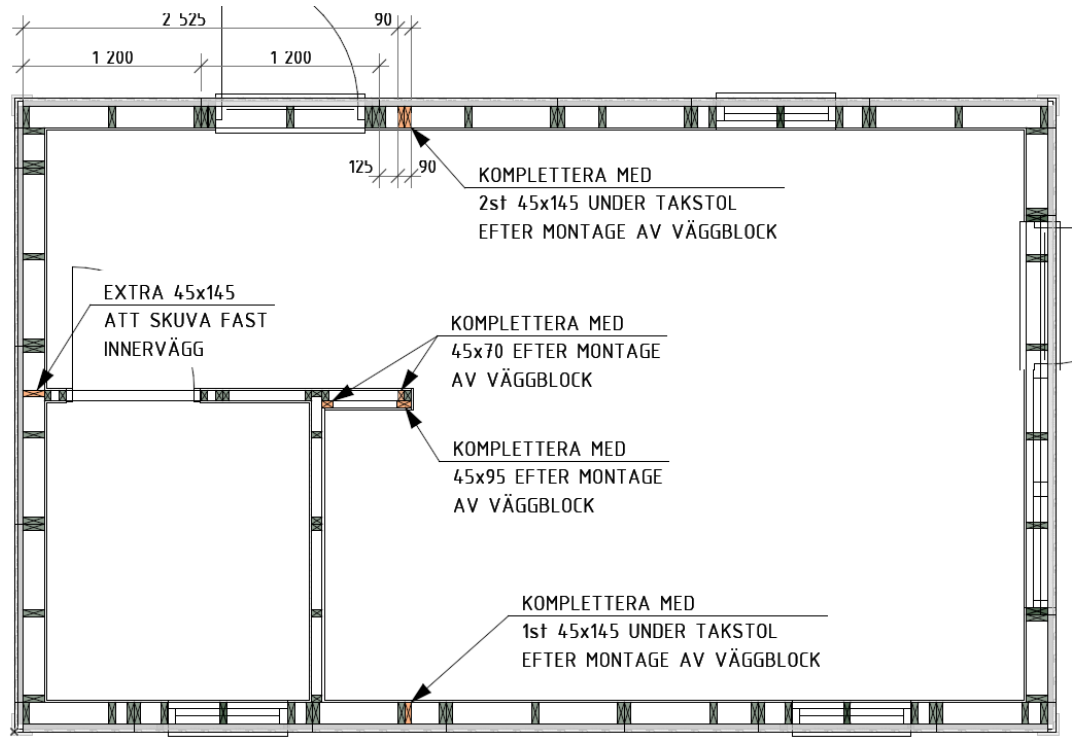 2 525
90
1 200
1 200
125
90
KOMPLETTERA MED
2st 45x145 UNDER TAKSTOL
EFTER MONTAGE AV VÄGGBLOCK
EXTRA 45x145
ATT SKUVA FAST
INNERVÄGG
KOMPLETTERA MED
45x70 EFTER MONTAGE
AV VÄGGBLOCK
KOMPLETTERA MED
45x95 EFTER MONTAGE
AV VÄGGBLOCK
KOMPLETTERA MED
1st 45x145 UNDER TAKSTOL
EFTER MONTAGE AV VÄGGBLOCK